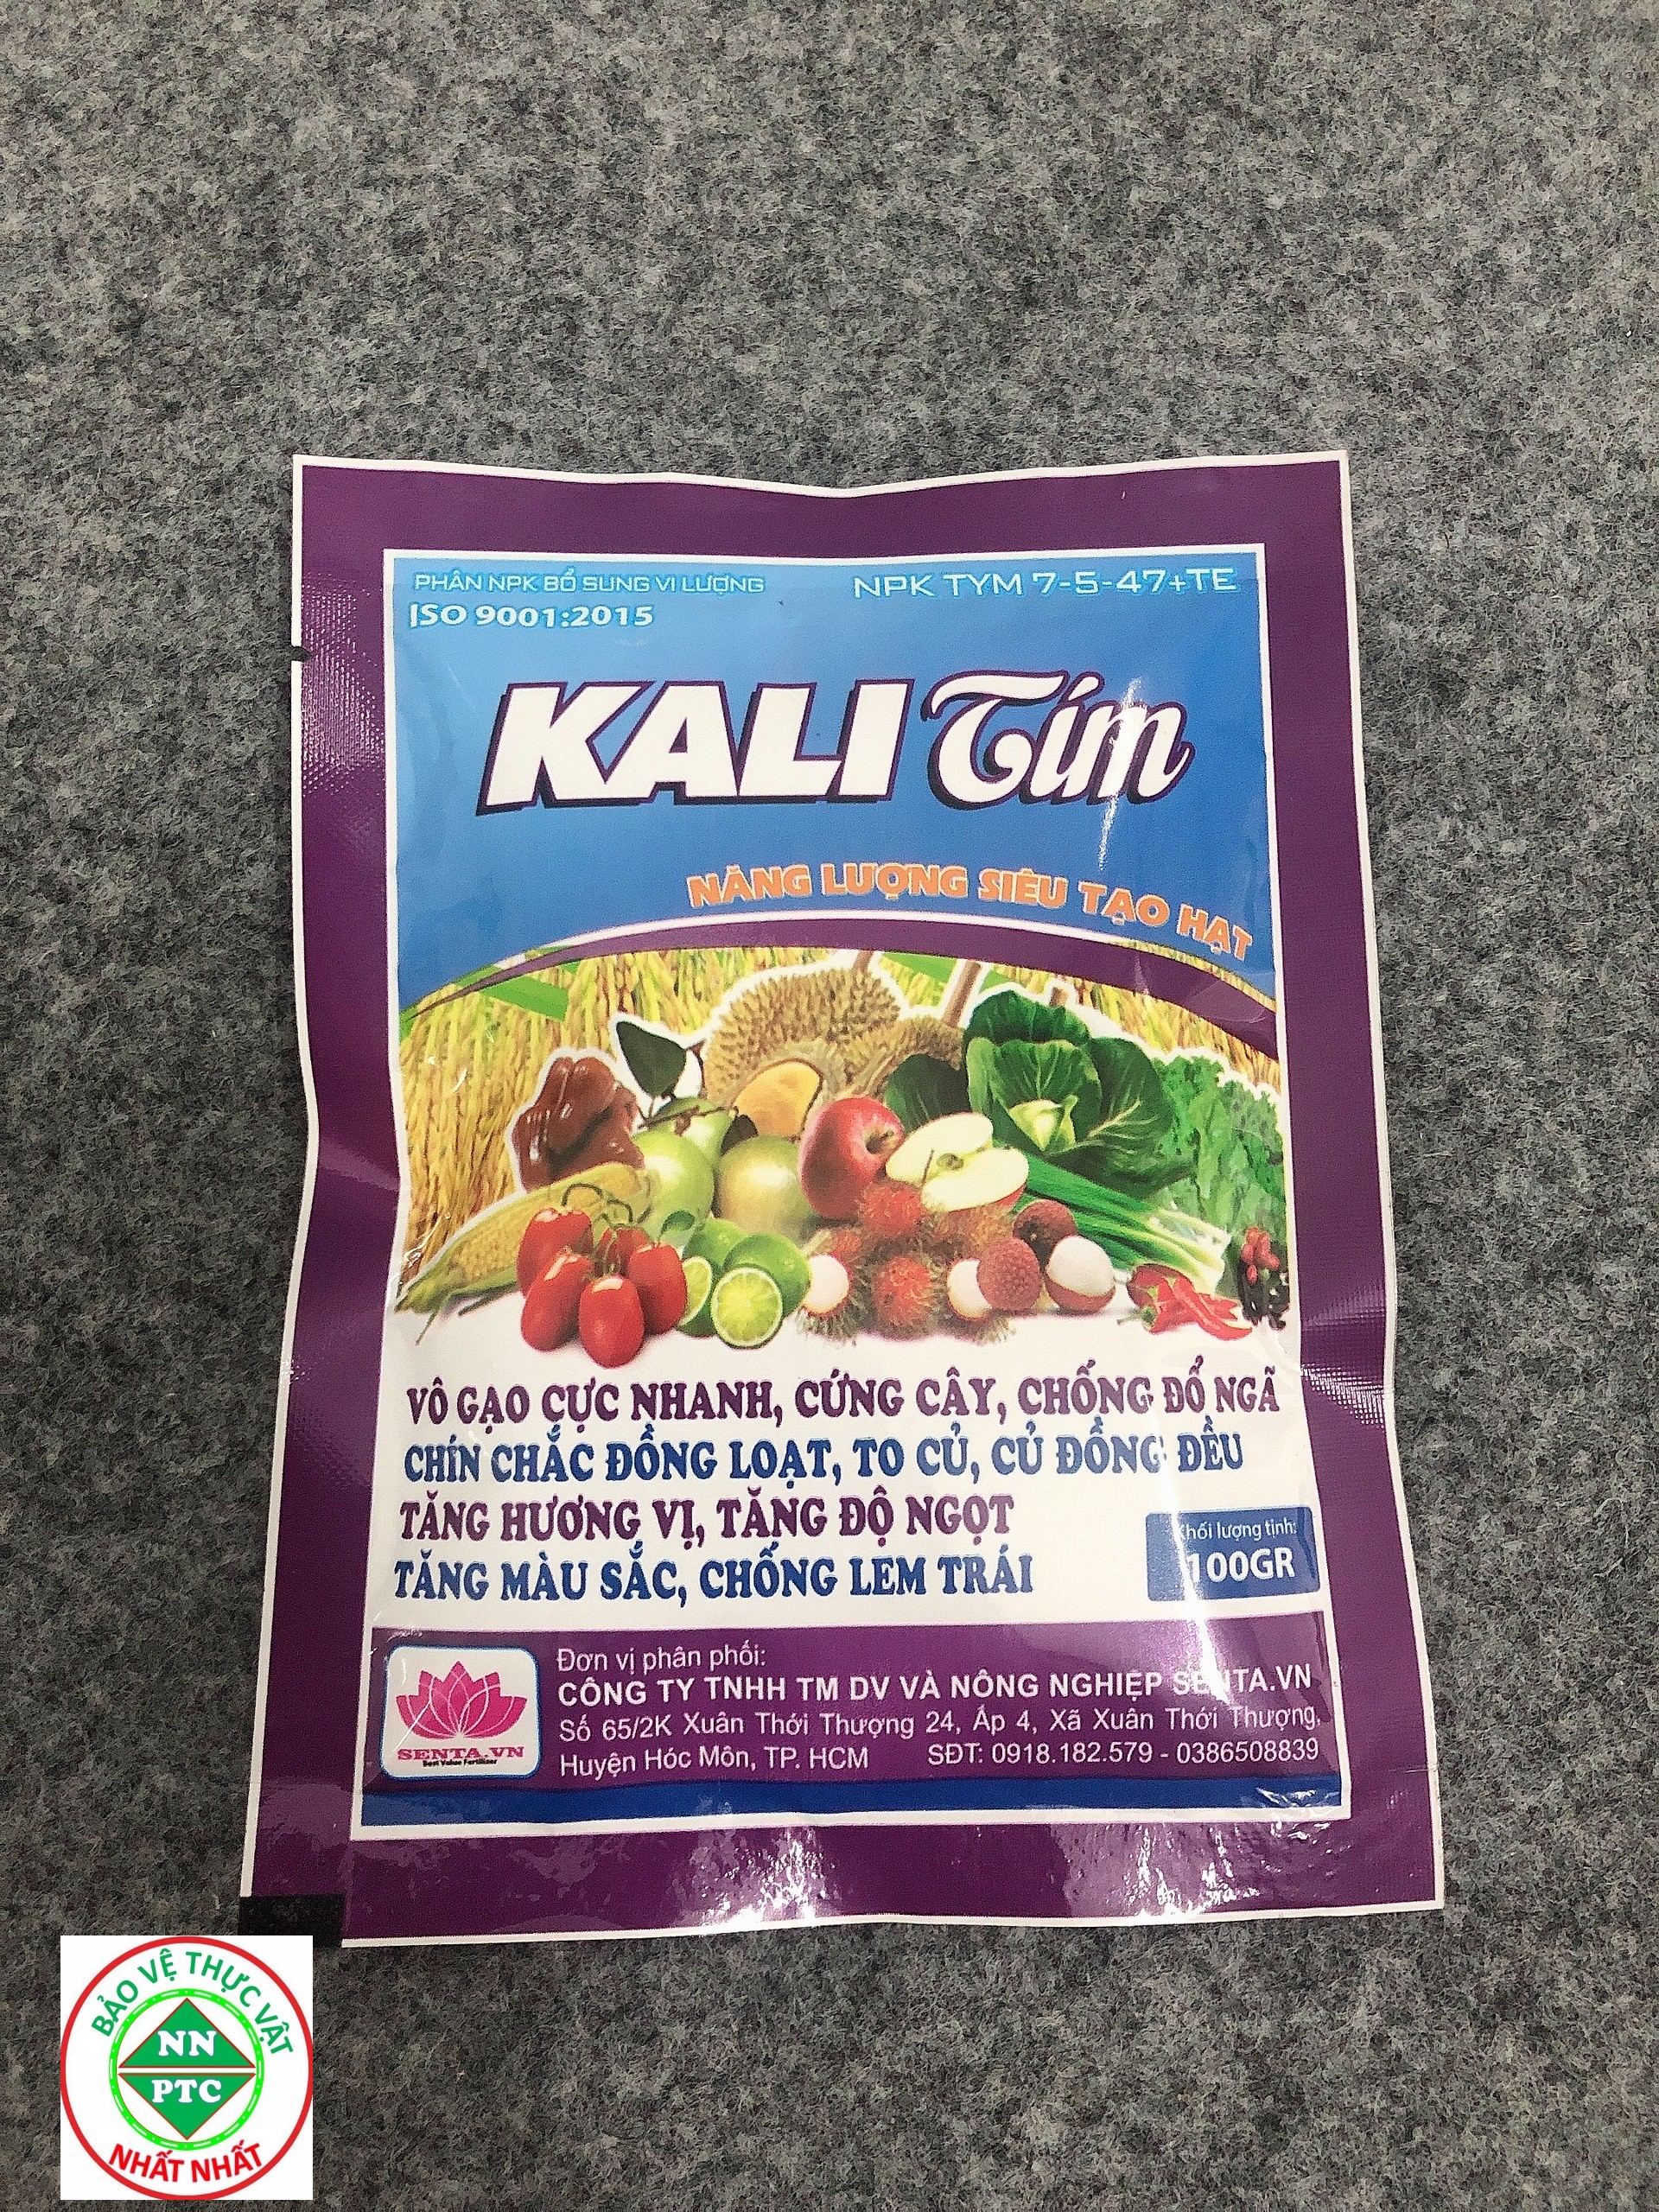 PHÂN NPK BỔ SUNG VI LƯỢNG
NPK TYM 7-5-47+TE
ISO 9001:2015
KALI Tím
NĂNG LƯỢNG SIÊU TẠO HẠT
VÔ GẠO CỰC NHANH, CỨNG CÂY, CHỐNG ĐỔ NGÃ
CHÍN CHẮC ĐỒNG LOẠT, TO CỦ, CỦ ĐỒNG ĐỀU
TĂNG HƯƠNG VỊ, TĂNG ĐỘ NGỌT
TĂNG MÀU SẮC, CHỐNG LEM TRÁI
Khối lượng tịnh:
100GR
SENTA.VN
Best Value Fertilizer
Đơn vị phân phối:
CÔNG TY TNHH TM DV VÀ NÔNG NGHIỆP SENTA.VN
Số 65/2K Xuân Thới Thượng 24, Ấp 4, Xã Xuân Thới Thượng,
Huyện Hóc Môn, TP. HCM SĐT: 0918.182.579 - 0386508839
BẢO VỆ THỰC VẬT
NN
PTC
NHẤT NHẤT